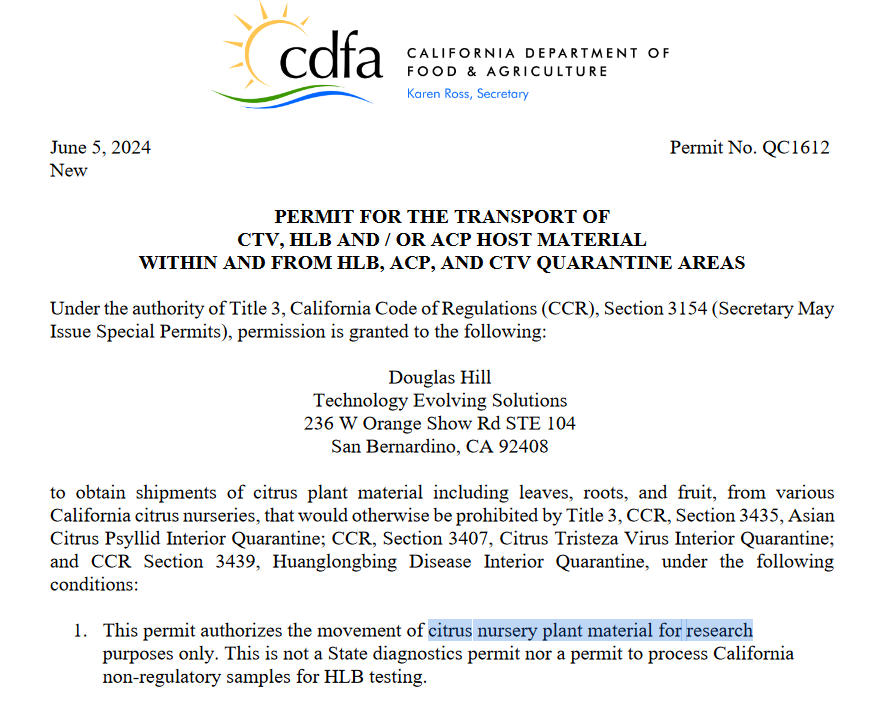 cdfa
CALIFORNIA DEPARTMENT OF
FOOD & AGRICULTURE
Karen Ross, Secretary
June 5, 2024
Permit No. QC1612
New
PERMIT FOR THE TRANSPORT OF
CTV, HLB AND / OR ACP HOST MATERIAL
WITHIN AND FROM HLB, ACP, AND CTV QUARANTINE AREAS
Under the authority of Title 3, California Code of Regulations (CCR), Section 3154 (Secretary May
Issue Special Permits), permission is granted to the following:
Douglas Hill
Technology Evolving Solutions
236 W Orange Show Rd STE 104
San Bernardino, CA 92408
to obtain shipments of citrus plant material including leaves, roots, and fruit, from various
California citrus nurseries, that would otherwise be prohibited by Title 3, CCR, Section 3435, Asian
Citrus Psyllid Interior Quarantine; CCR, Section 3407, Citrus Tristeza Virus Interior Quarantine;
and CCR Section 3439, Huanglongbing Disease Interior Quarantine, under the following
conditions:
1. This permit authorizes the movement of citrus nursery plant material for research
purposes only. This is not a State diagnostics permit nor a permit to process California
non-regulatory samples for HLB testing.